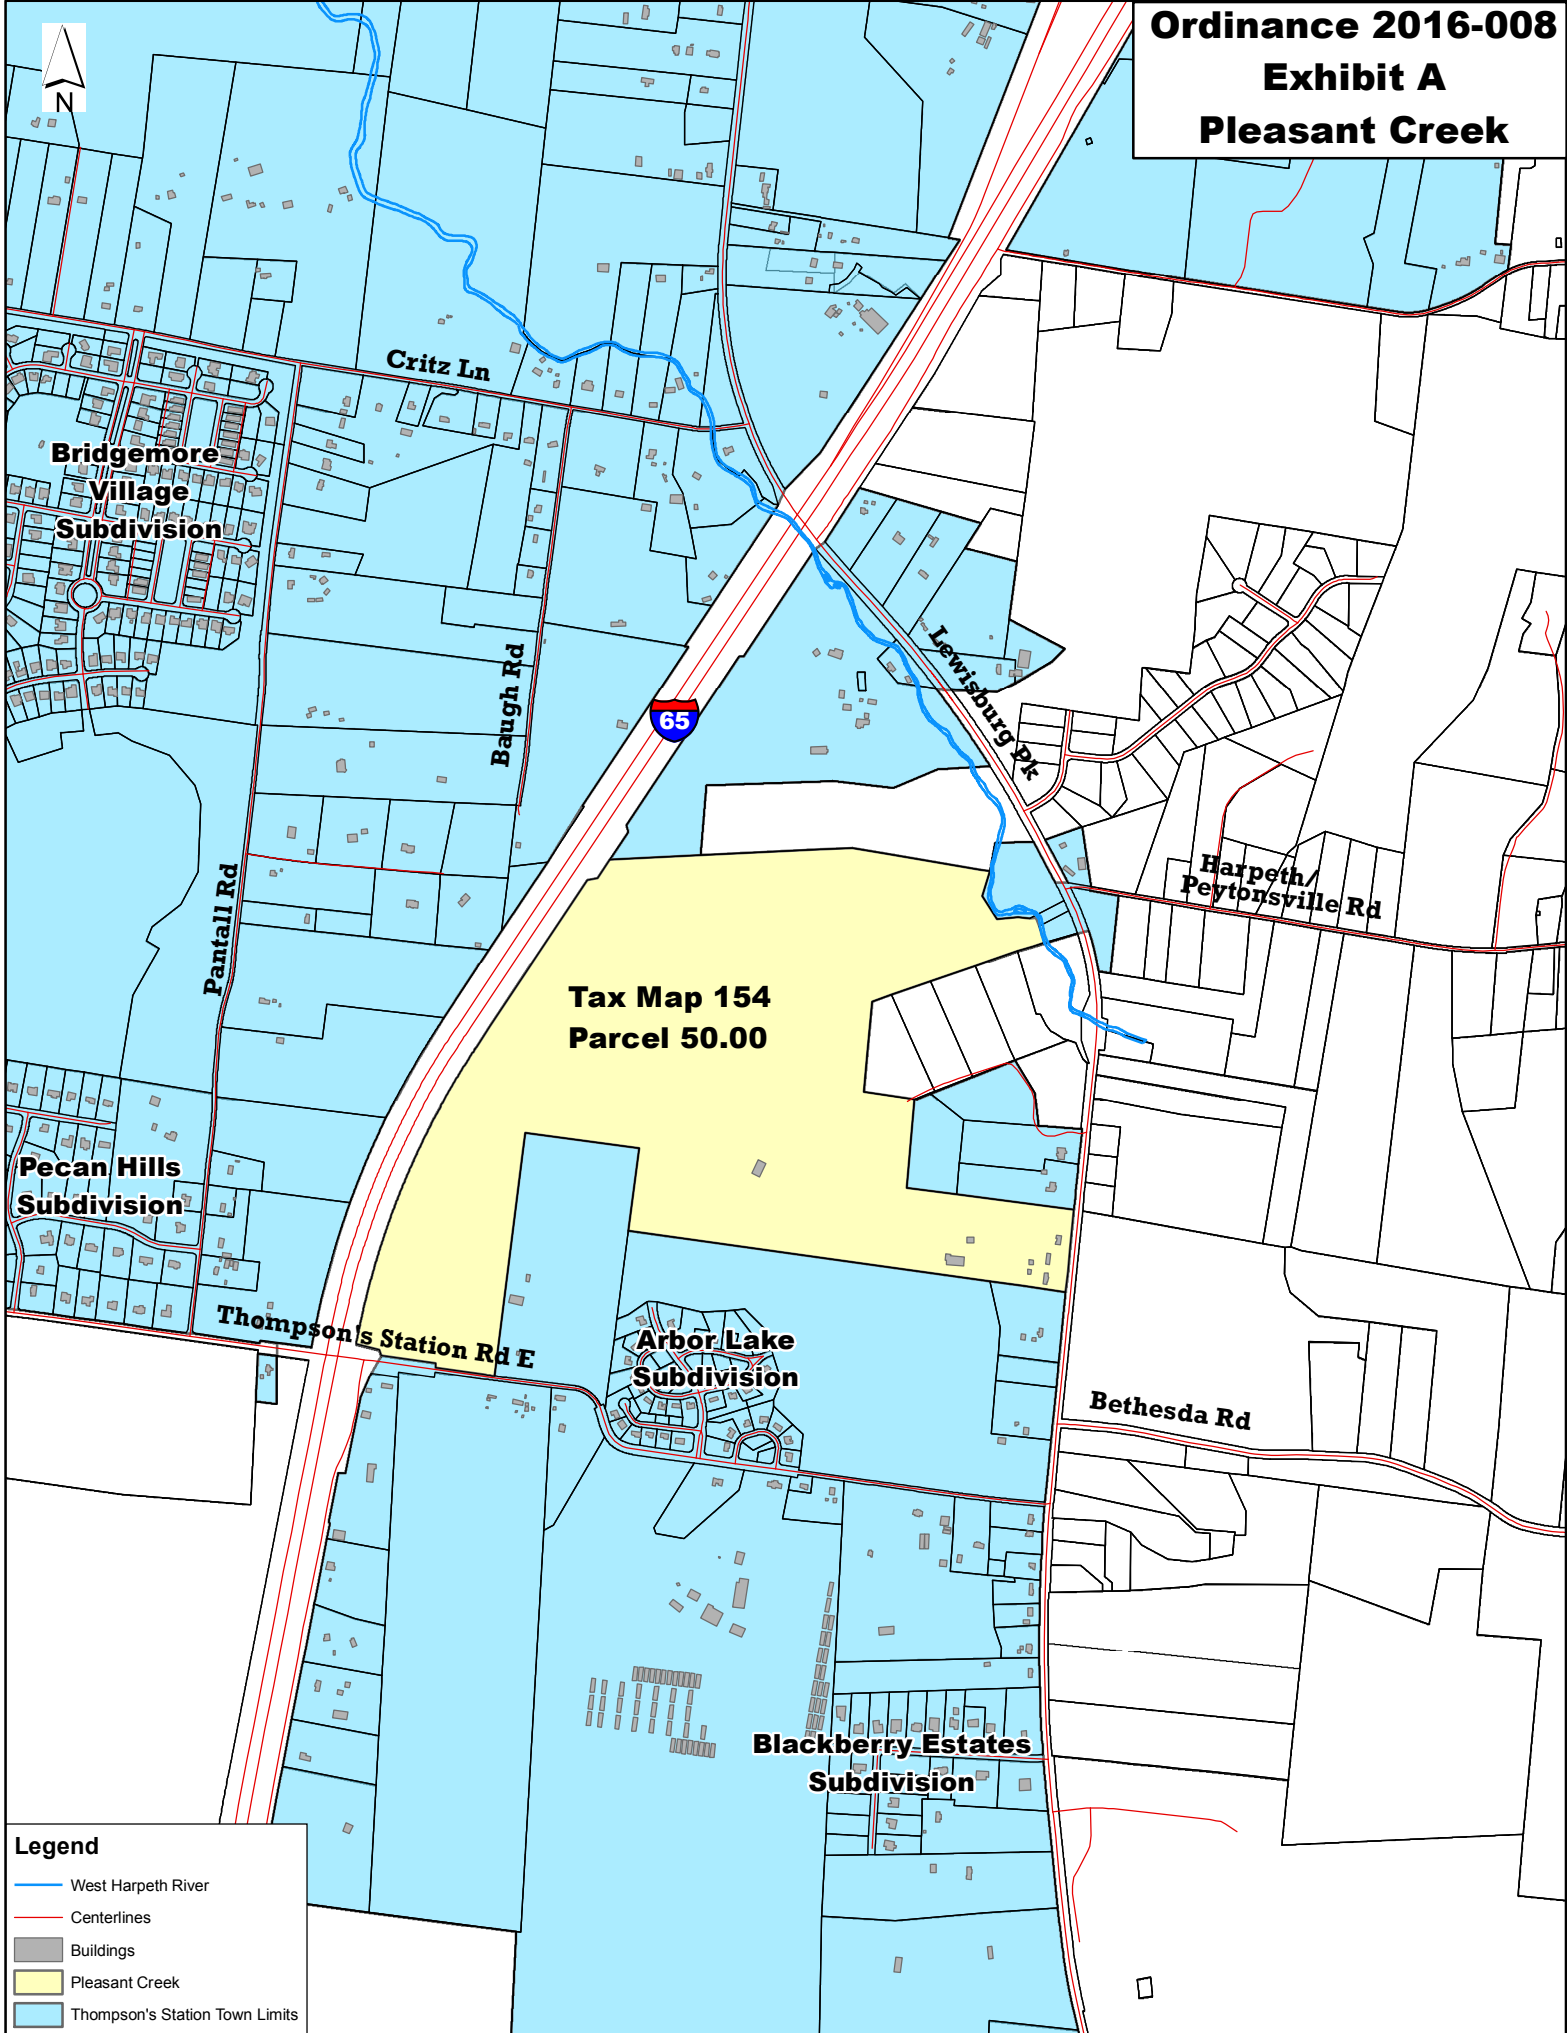 Ordinance 2016-008
Exhibit A
Pleasant Creek
N
Critz Ln
Bridgemore
Village
Subdivision
Baugh Rd
Lewisburg Pk
65
Pantall Rd
Harpeth/
Peytonsville Rd
Tax Map 154
Parcel 50.00
Pecan Hills
Subdivision
Thompson's Station Rd E
Arbor Lake
Subdivision
Bethesda Rd
Blackberry Estates
Subdivision
Legend
West Harpeth River
Centerlines
Buildings
Pleasant Creek
Thompson's Station Town Limits